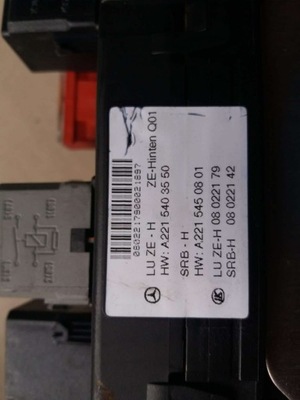 0802217900021897
LU ZE - H ZE-Hinten Q01
HW: A221 540 35 50
SRB - H
HW: A221 545 08 01
LU ZE-H 08 0221 79
SRB-H 08 0221 42